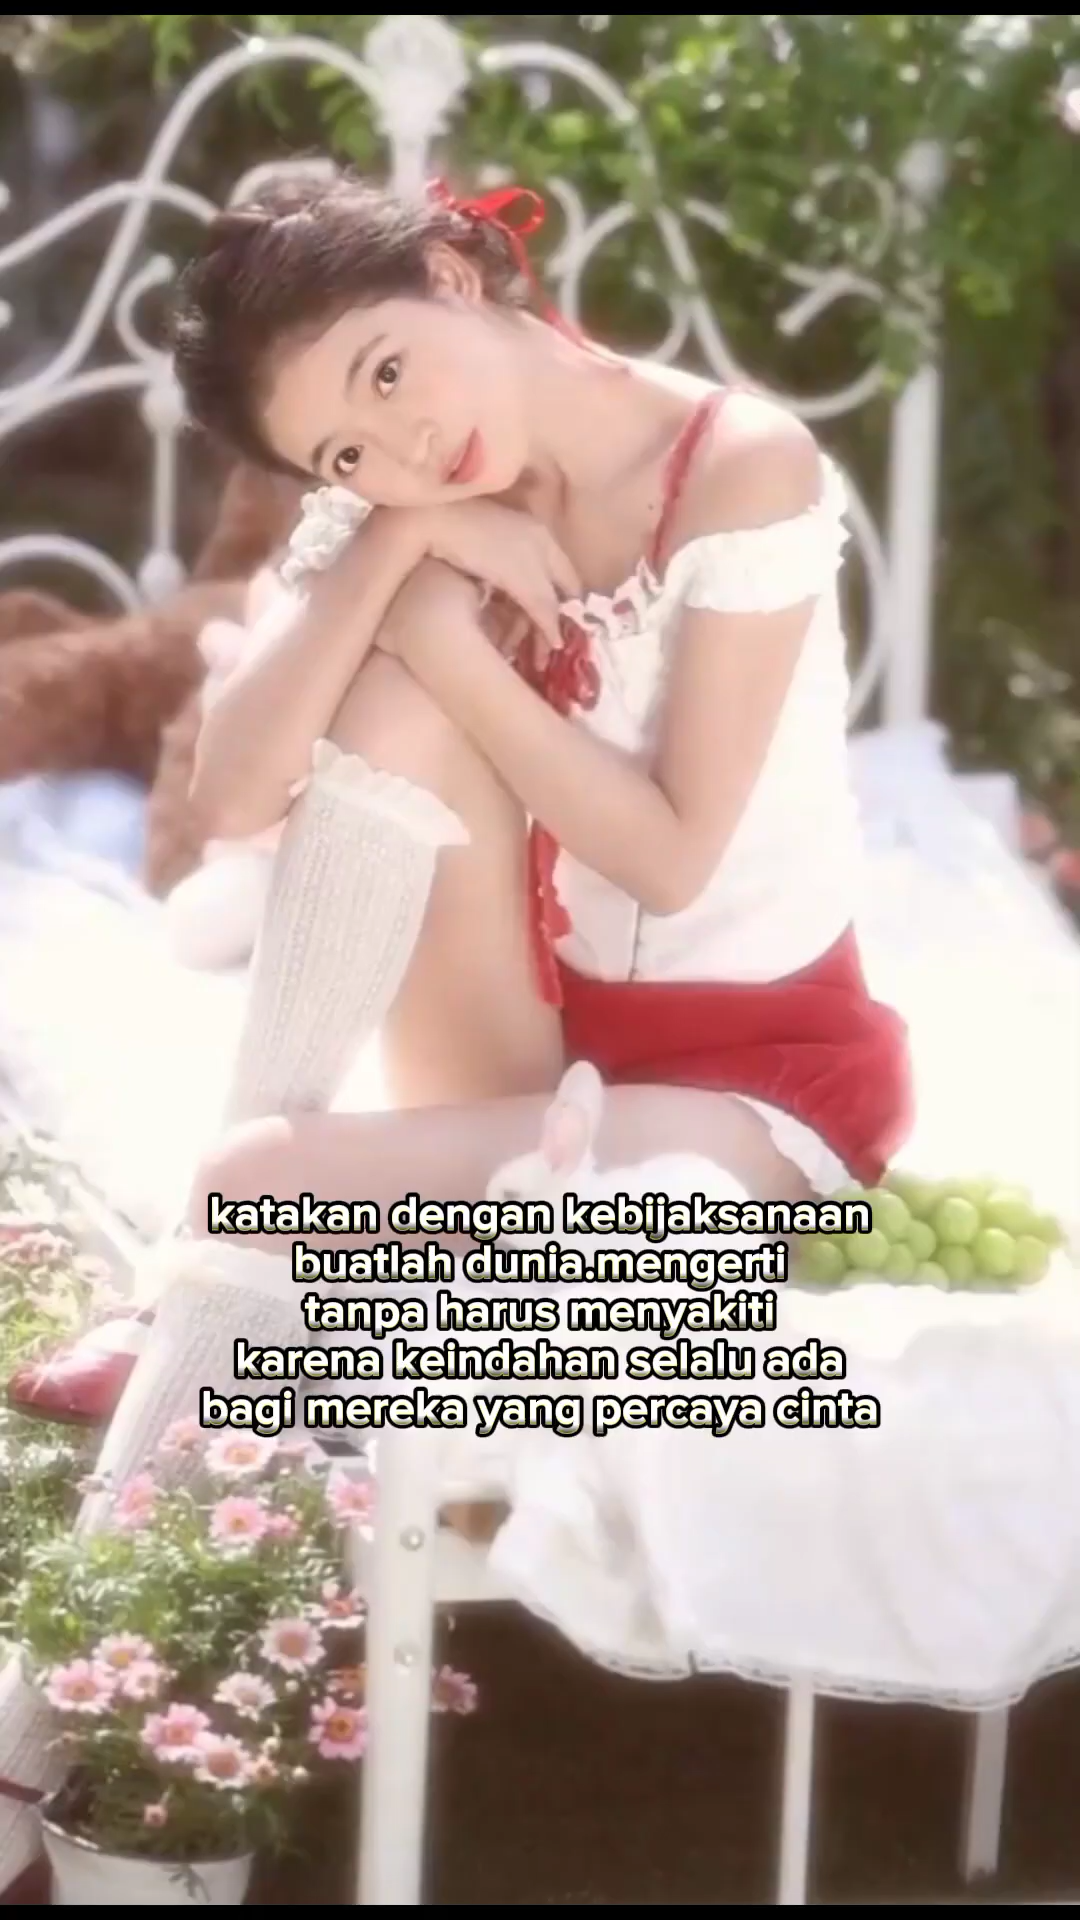 katakan dengan kebijaksanaan
buatlah dunia.mengerti
tanpa harus menyakiti
karena keindahan selalu ada
bagi mereka yang percaya cinta